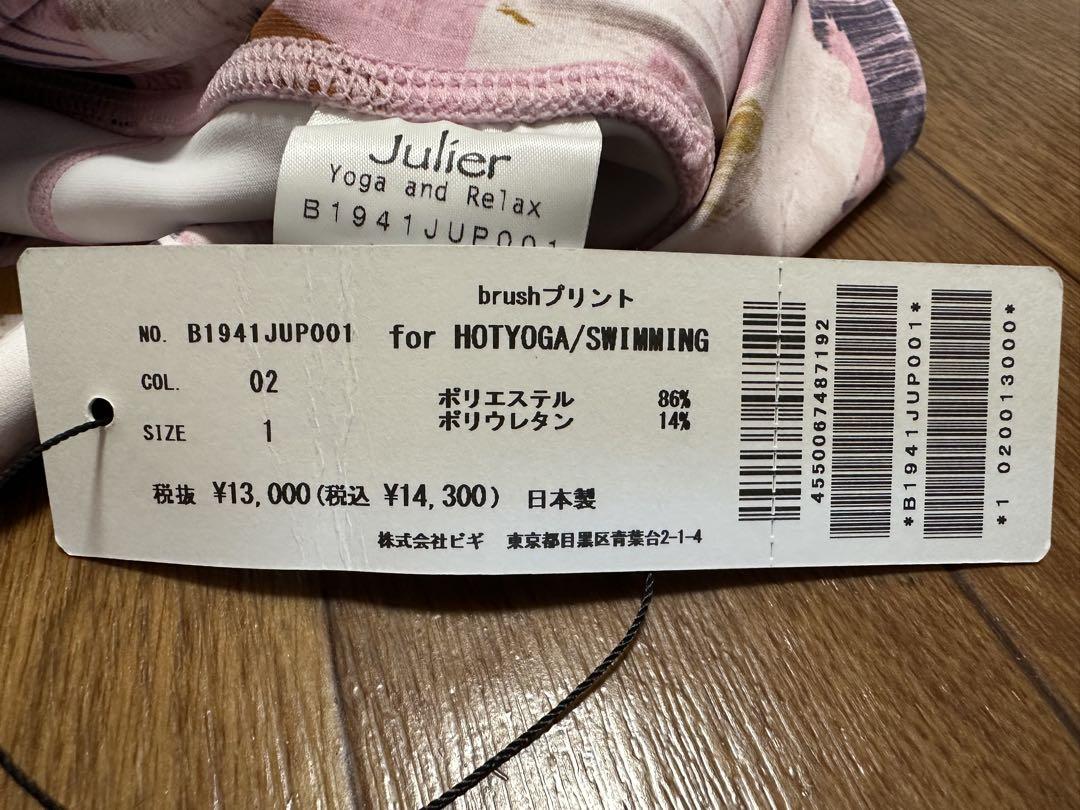 Julier
Yoga and Relax
B1941JUP001
brushプリント
NO. B1941JUP001 for HOTYOGA/SWIMMING
COL. 02
ポリエステル 86%
ポリウレタン 14%
SIZE 1
税抜 ¥13,000(税込 ¥14,300) 日本製
株式会社ビギ 東京都目黒区青葉台2-1-4
4550067487192
*B1941JUP001*
*1 020013000*